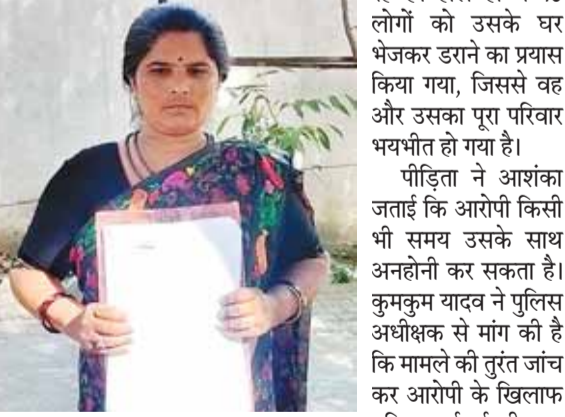 लोगों को उसके घर
भेजकर डराने का प्रयास
किया गया, जिससे वह
और उसका पूरा परिवार
भयभीत हो गया है।
पीड़िता ने आशंका
जताई कि आरोपी किसी
भी समय उसके साथ
अनहोनी कर सकता है।
कुमकुम यादव ने पुलिस
अधीक्षक से मांग की है
कि मामले की तुरंत जांच
कर आरोपी के खिलाफ